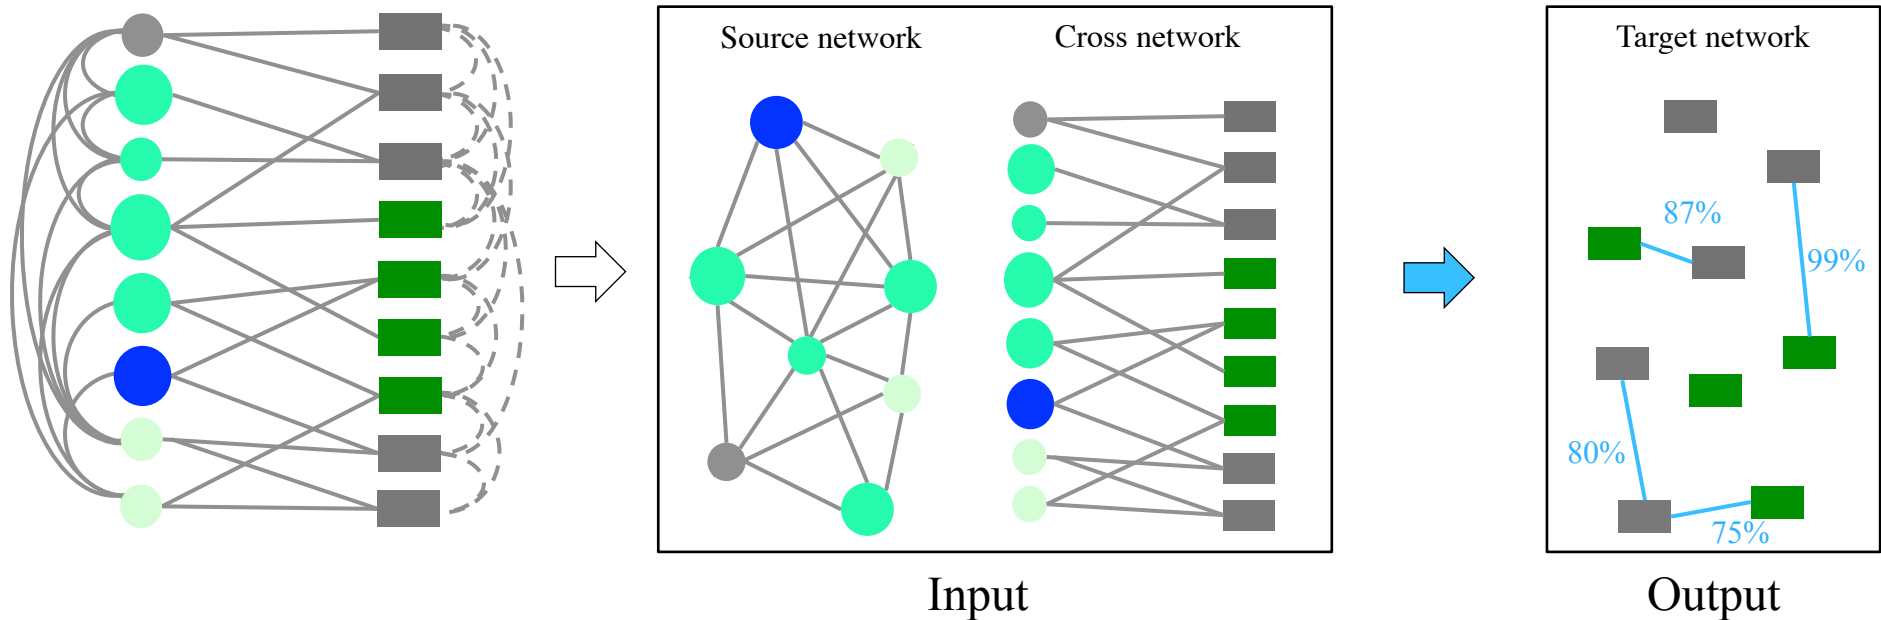 Source network
Cross network
Target network
87%
99%
80%
75%
Input
Output